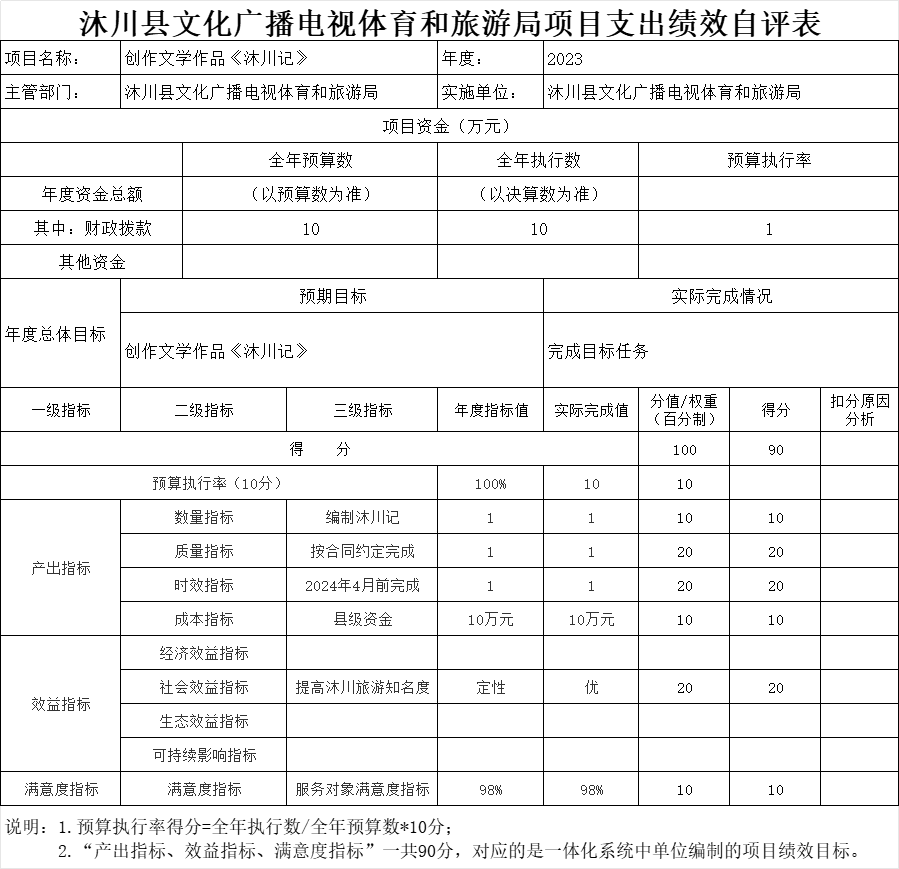 沐川县文化广播电视体育和旅游局项目支出绩效自评表
项目名称： 创作文学作品《沐川记》 年度： 2023
主管部门： 沐川县文化广播电视体育和旅游局 实施单位： 沐川县文化广播电视体育和旅游局
项目资金（万元）
全年预算数 全年执行数 预算执行率
年度资金总额 （以预算数为准） （以决算数为准）
其中：财政拨款 10 10 1
其他资金
年度总体目标 预期目标 实际完成情况
创作文学作品《沐川记》 完成目标任务
一级指标 二级指标 三级指标 年度指标值 实际完成值 分值/权重（百分制） 得分 扣分原因分析
得 分 100 90
预算执行率（10分） 100% 10 10
产出指标 数量指标 编制沐川记 1 1 10 10
质量指标 按合同约定完成 1 1 20 20
时效指标 2024年4月前完成 1 1 20 20
成本指标 县级资金 10万元 10万元 10 10
效益指标 经济效益指标
社会效益指标 提高沐川旅游知名度 定性 优 20 20
生态效益指标
可持续影响指标
满意度指标 满意度指标 服务对象满意度指标 98% 98% 10 10
说明：1.预算执行率得分=全年执行数/全年预算数*10分；
2.“产出指标、效益指标、满意度指标”一共90分，对应的是一体化系统中单位编制的项目绩效目标。